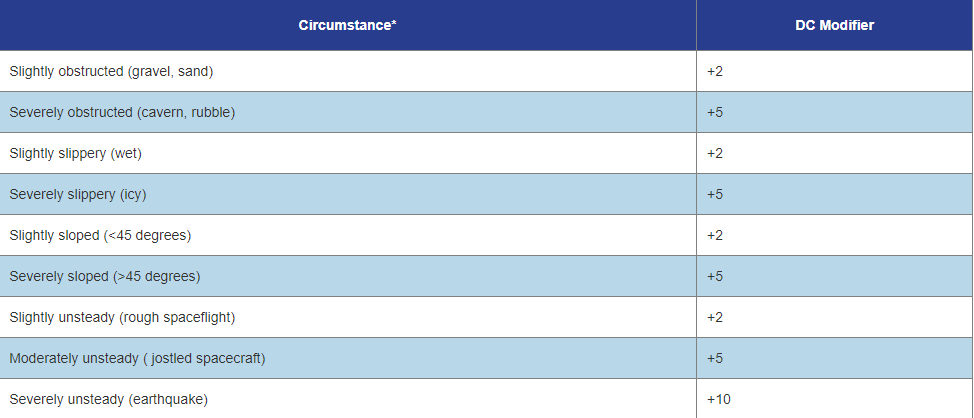 Circumstance* DC Modifier
Slightly obstructed (gravel, sand) +2
Severely obstructed (cavern, rubble) +5
Slightly slippery (wet) +2
Severely slippery (icy) +5
Slightly sloped (<45 degrees) +2
Severely sloped (>45 degrees) +5
Slightly unsteady (rough spaceflight) +2
Moderately unsteady ( jostled spacecraft) +5
Severely unsteady (earthquake) +10